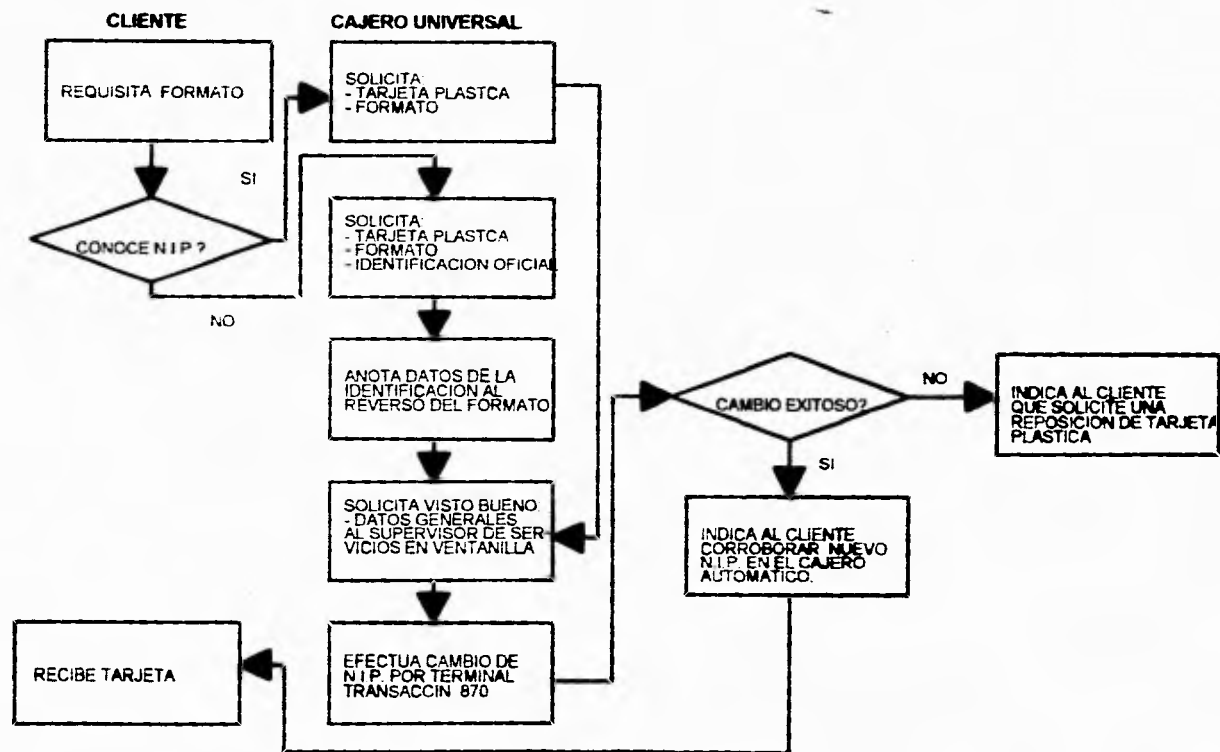 CLIENTE
CAJERO UNIVERSAL
REQUISITA FORMATO
SOLICITA:
- TARJETA PLASTCA
- FORMATO
SI
CONOCE N.I.P.?
NO
SOLICITA:
- TARJETA PLASTCA
- FORMATO
- IDENTIFICACION OFICIAL
ANOTA DATOS DE LA
IDENTIFICACION AL
REVERSO DEL FORMATO
SOLICITA VISTO BUENO:
- DATOS GENERALES
AL SUPERVISOR DE SER
VICIOS EN VENTANILLA
EFECTUA CAMBIO DE
N.I.P. POR TERMINAL
TRANSACCIN 870
CAMBIO EXITOSO?
NO
INDICA AL CLIENTE
QUE SOLICITE UNA
REPOSICION DE TARJETA
PLASTICA
SI
INDICA AL CLIENTE
CORROBORAR NUEVO
N.I.P. EN EL CAJERO
AUTOMATICO.
RECIBE TARJETA